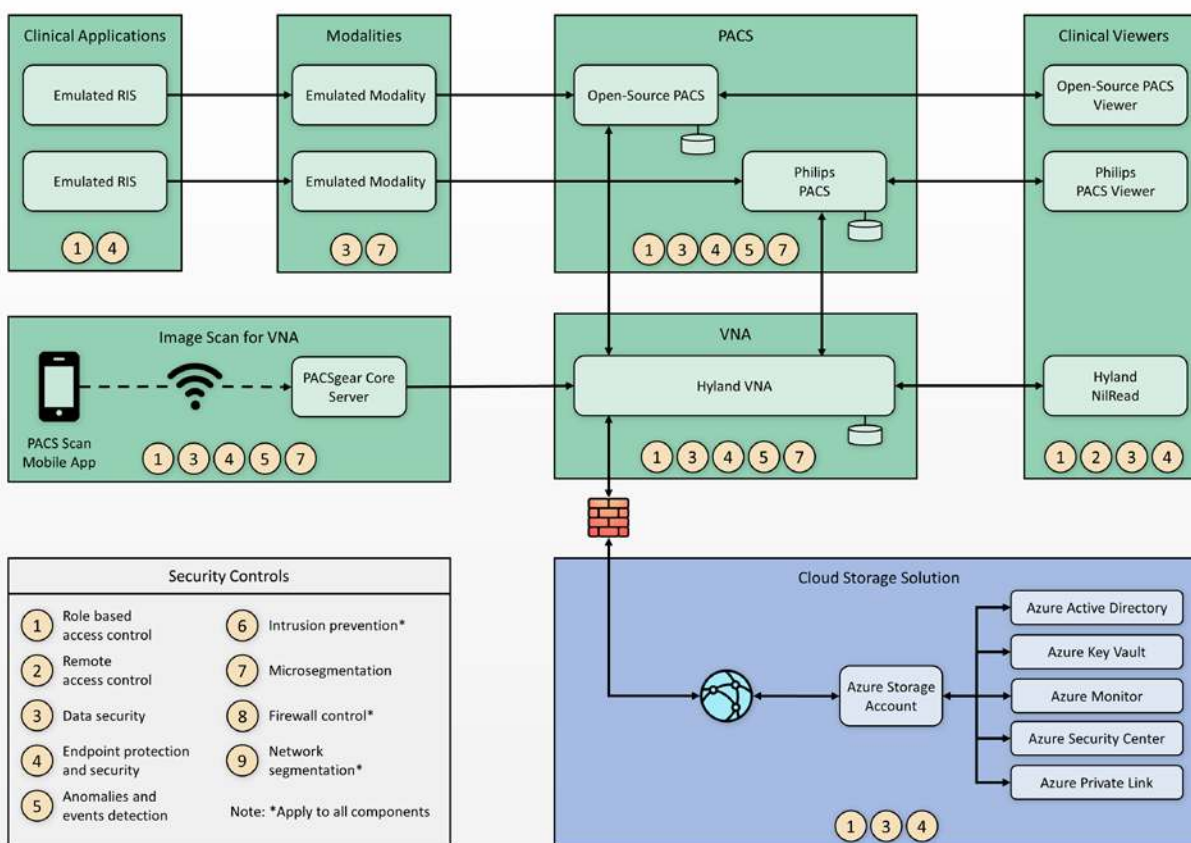 Clinical Applications
Emulated RIS
Emulated RIS
1 4
Modalities
Emulated Modality
Emulated Modality
3 7
PACS
Open-Source PACS
Philips
PACS
1 3 4 5 7
Clinical Viewers
Open-Source PACS
Viewer
Philips
PACS Viewer
Hyland
NilRead
1 2 3 4
Image Scan for VNA
PACS Scan
Mobile App
PACSgear Core
Server
1 3 4 5 7
VNA
Hyland VNA
1 3 4 5 7
Security Controls
1 Role based
access control
2 Remote
access control
3 Data security
4 Endpoint protection
and security
5 Anomalies and
events detection
6 Intrusion prevention*
7 Microsegmentation
8 Firewall control*
9 Network
segmentation*
Note: *Apply to all components
Cloud Storage Solution
Azure Storage
Account
Azure Active Directory
Azure Key Vault
Azure Monitor
Azure Security Center
Azure Private Link
1 3 4